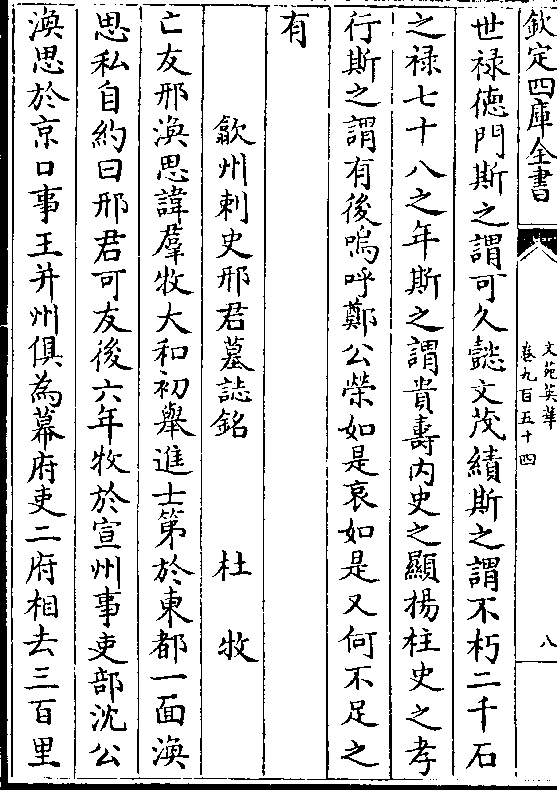 欽定四庫全書
文苑英華
卷九百五十四
八
世禄徳門斯之謂可久懿文茂績斯之謂不朽二千石
之禄七十八之年斯之謂貴壽内史之顯揚柱史之孝
行斯之謂有後嗚呼鄭公榮如是哀如是又何不足之
有
歙州刺史邢君墓誌銘 杜牧
亡友邢渙思諱羣牧大和初舉進士第於東都一面渙
思私自約曰邢君可友後六年牧於宣州事吏部沈公
渙思於京口事王并州俱為幕府吏二府相去三百里